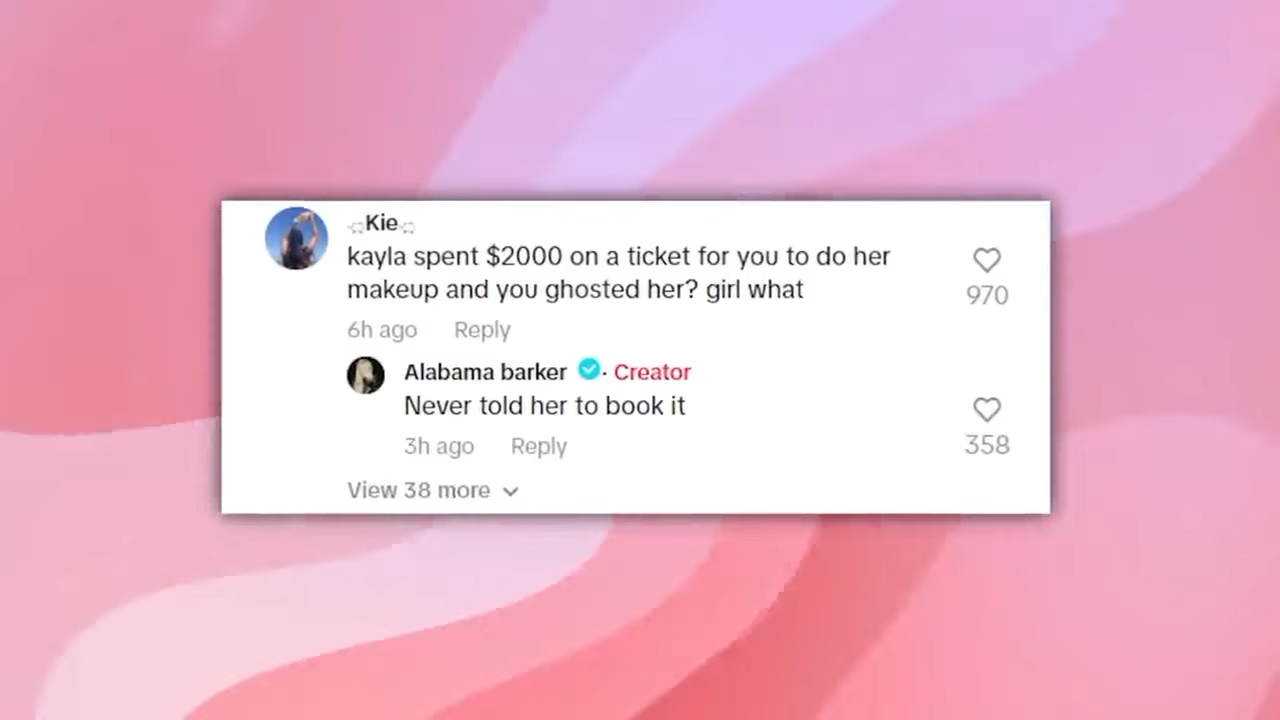 Kie
kayla spent $2000 on a ticket for you to do her
makeup and you ghosted her? girl what
970
6h ago Reply
Alabama barker · Creator
Never told her to book it
3h ago Reply
358
View 38 more